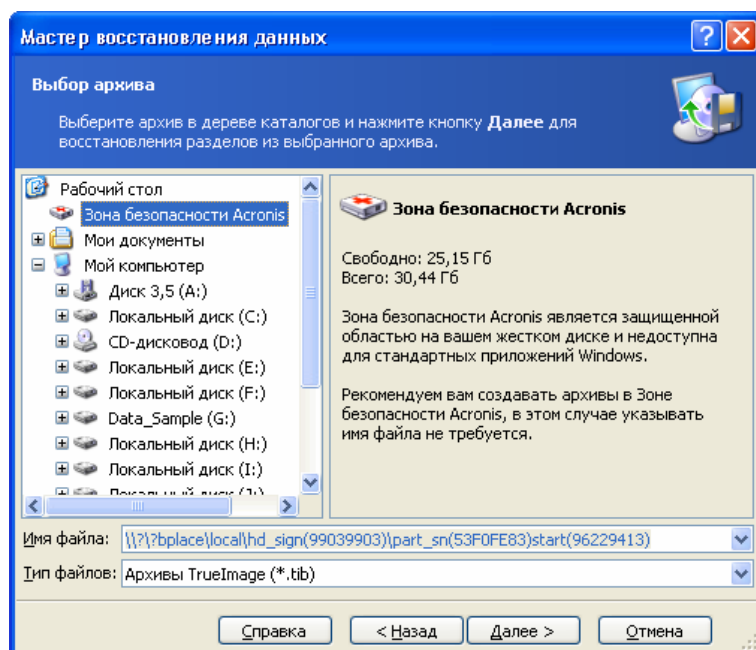 Мастер восстановления данных
Выбор архива
Выберите архив в дереве каталогов и нажмите кнопку Далее для
восстановления разделов из выбранного архива.
Рабочий стол
Зона безопасности Acronis
Мои документы
Мой компьютер
Диск 3,5 (A:)
Локальный диск (C:)
CD-дисковод (D:)
Локальный диск (E:)
Локальный диск (F:)
Data_Sample (G:)
Локальный диск (H:)
Локальный диск (I:)
Локальный диск (J:)
Зона безопасности Acronis
Свободно: 25,15 Гб
Всего: 30,44 Гб
Зона безопасности Acronis является защищенной
областью на вашем жестком диске и недоступна
для стандартных приложений Windows.
Рекомендуем вам создавать архивы в Зоне
безопасности Acronis, в этом случае указывать
имя файла не требуется.
Имя файла: \\?\?bplace\local\hd_sign(99039903)\part_sn(53F0FE83)start(96229413)
Тип файлов: Архивы TrueImage (*.tib)
Справка
< Назад
Далее >
Отмена